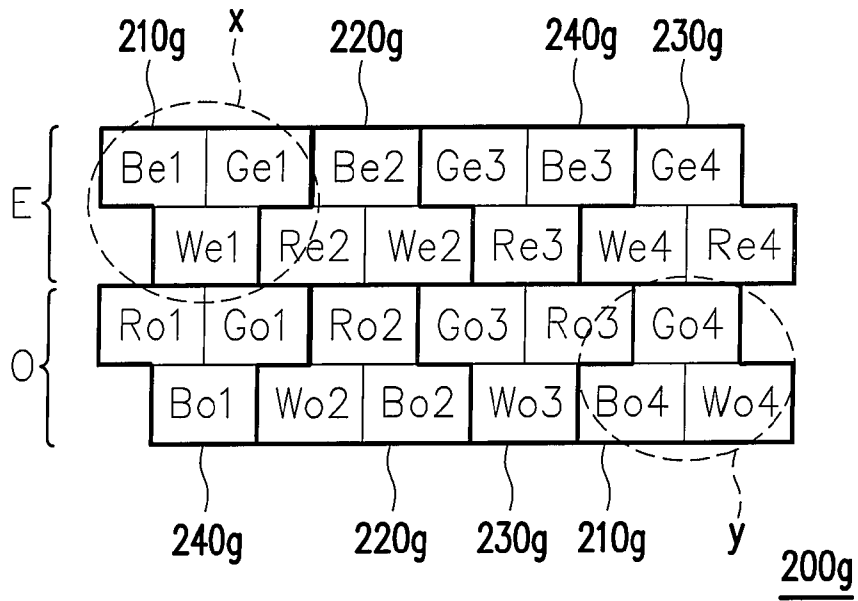 x
210g 220g 240g 230g
E
Be1 Ge1 Be2 Ge3 Be3 Ge4
We1 Re2 We2 Re3 We4 Re4
O
Ro1 Go1 Ro2 Go3 Ro3 Go4
Bo1 Wo2 Bo2 Wo3 Bo4 Wo4
240g 220g 230g 210g y
200g